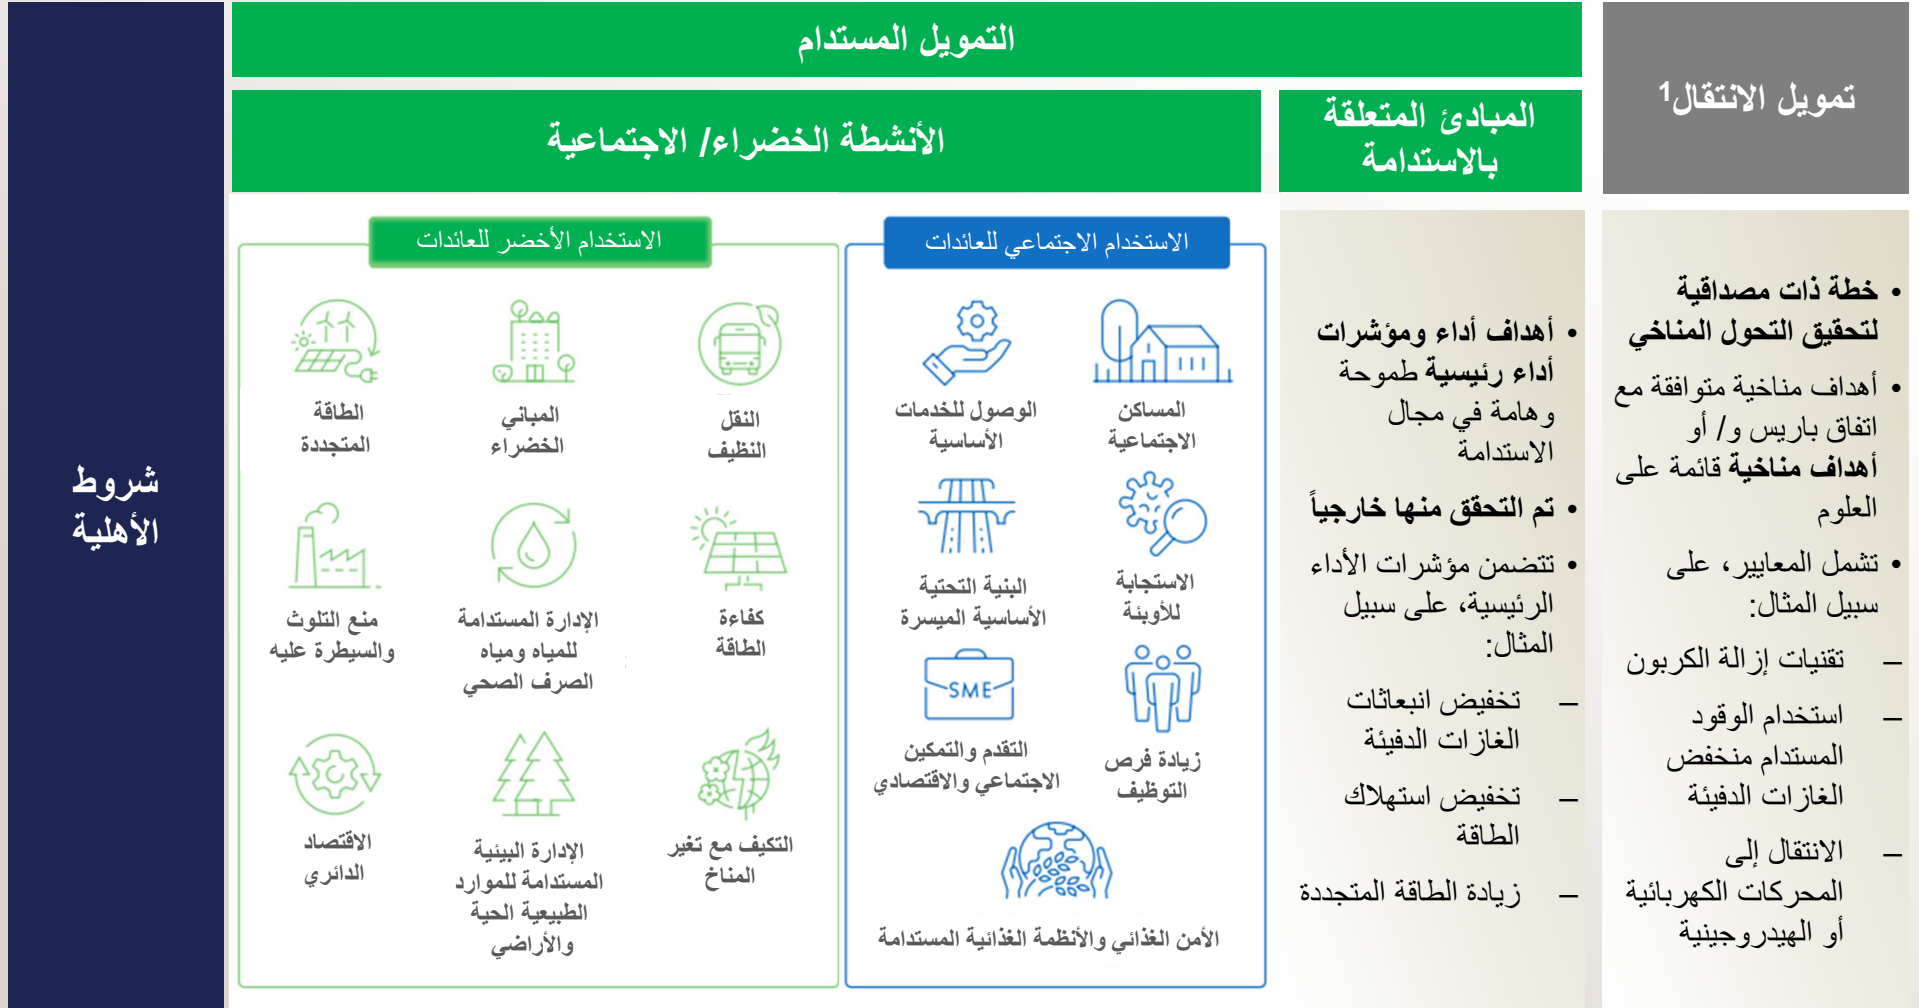 التمويل المستدام
تمويل الانتقال1
المبادئ المتعلقة
بالاستدامة
الأنشطة الخضراء/ الاجتماعية
شروط
الأهلية
خطة ذات مصداقية
لتحقيق التحول المناخي
أهداف مناخية متوافقة مع
اتفاق باريس و/ أو
أهداف مناخية قائمة على
العلوم
تشمل المعايير، على
سبيل المثال:
– تقنيات إزالة الكربون
– استخدام الوقود
المستدام منخفض
الغازات الدفيئة
– الانتقال إلى
المحركات الكهربائية
أو الهيدروجينية
• أهداف أداء ومؤشرات
أداء رئيسية طموحة
وهامة في مجال
الاستدامة
• تم التحقق منها خارجياً
• تتضمن مؤشرات الأداء
الرئيسية، على سبيل
المثال:
– تخفيض انبعاثات
الغازات الدفيئة
– تخفيض استهلاك
الطاقة
– زيادة الطاقة المتجددة
الاستخدام الاجتماعي للعائدات
المساكن
الاجتماعية
الوصول للخدمات
الأساسية
الاستجابة
للأوبئة
البنية التحتية
الأساسية الميسرة
زيادة فرص
التوظيف
SME
التقدم والتمكين
الاجتماعي والاقتصادي
الأمن الغذائي والأنظمة الغذائية المستدامة
الاستخدام الأخضر للعائدات
النقل
النظيف
المباني
الخضراء
الطاقة
المتجددة
كفاءة
الطاقة
الإدارة المستدامة
للمياه ومياه
الصرف الصحي
منع التلوث
والسيطرة عليه
التكيف مع تغير
المناخ
الإدارة البيئية
المستدامة للموارد
الطبيعية الحية
والأراضي
الاقتصاد
الدائري